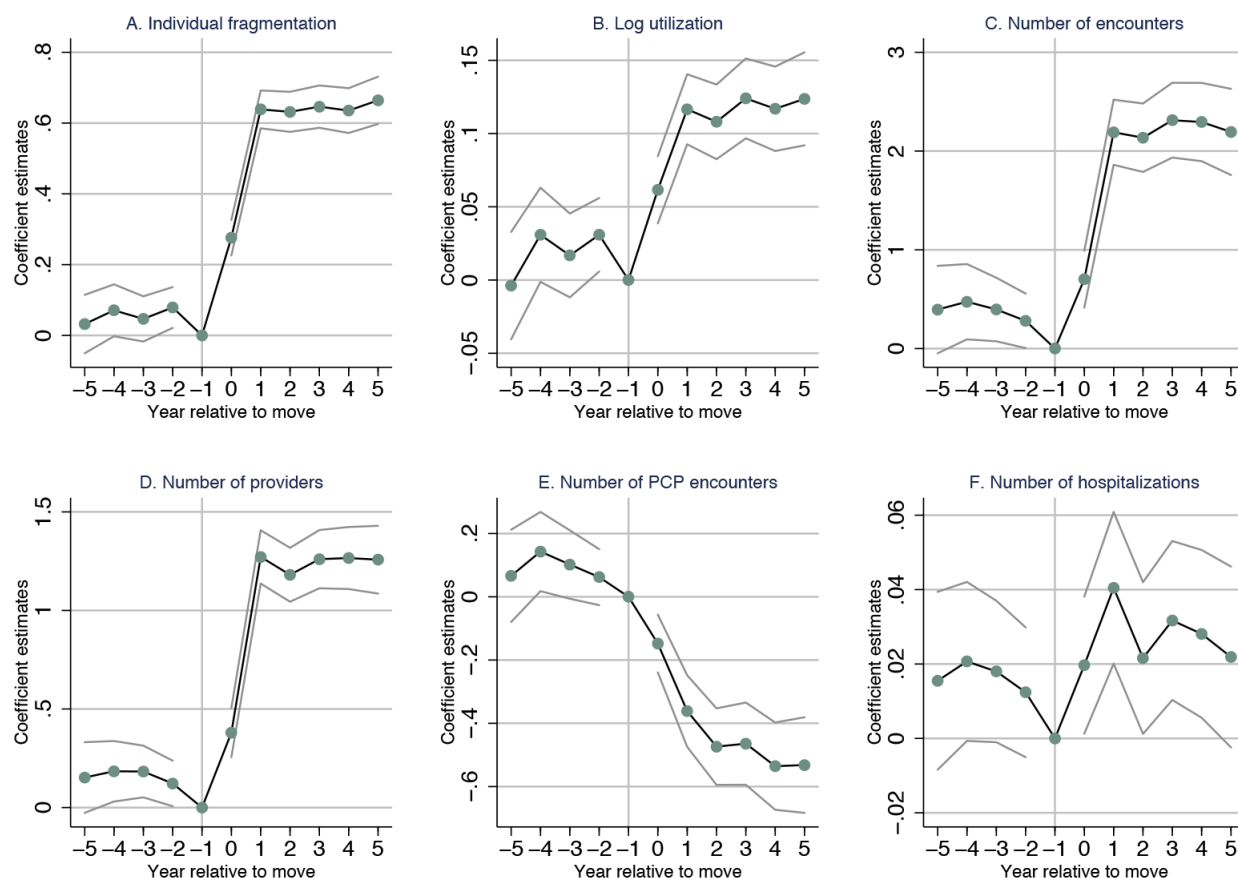 A. Individual fragmentation
Coefficient estimates
.8
.6
.4
.2
0
−5 −4 −3 −2 −1 0 1 2 3 4 5
Year relative to move
B. Log utilization
Coefficient estimates
.15
.1
.05
0
−.05
−5 −4 −3 −2 −1 0 1 2 3 4 5
Year relative to move
C. Number of encounters
Coefficient estimates
3
2
1
0
−5 −4 −3 −2 −1 0 1 2 3 4 5
Year relative to move
D. Number of providers
Coefficient estimates
1.5
1
.5
0
−5 −4 −3 −2 −1 0 1 2 3 4 5
Year relative to move
E. Number of PCP encounters
Coefficient estimates
.2
0
−.2
−.4
−.6
−5 −4 −3 −2 −1 0 1 2 3 4 5
Year relative to move
F. Number of hospitalizations
Coefficient estimates
.06
.04
.02
0
−.02
−5 −4 −3 −2 −1 0 1 2 3 4 5
Year relative to move